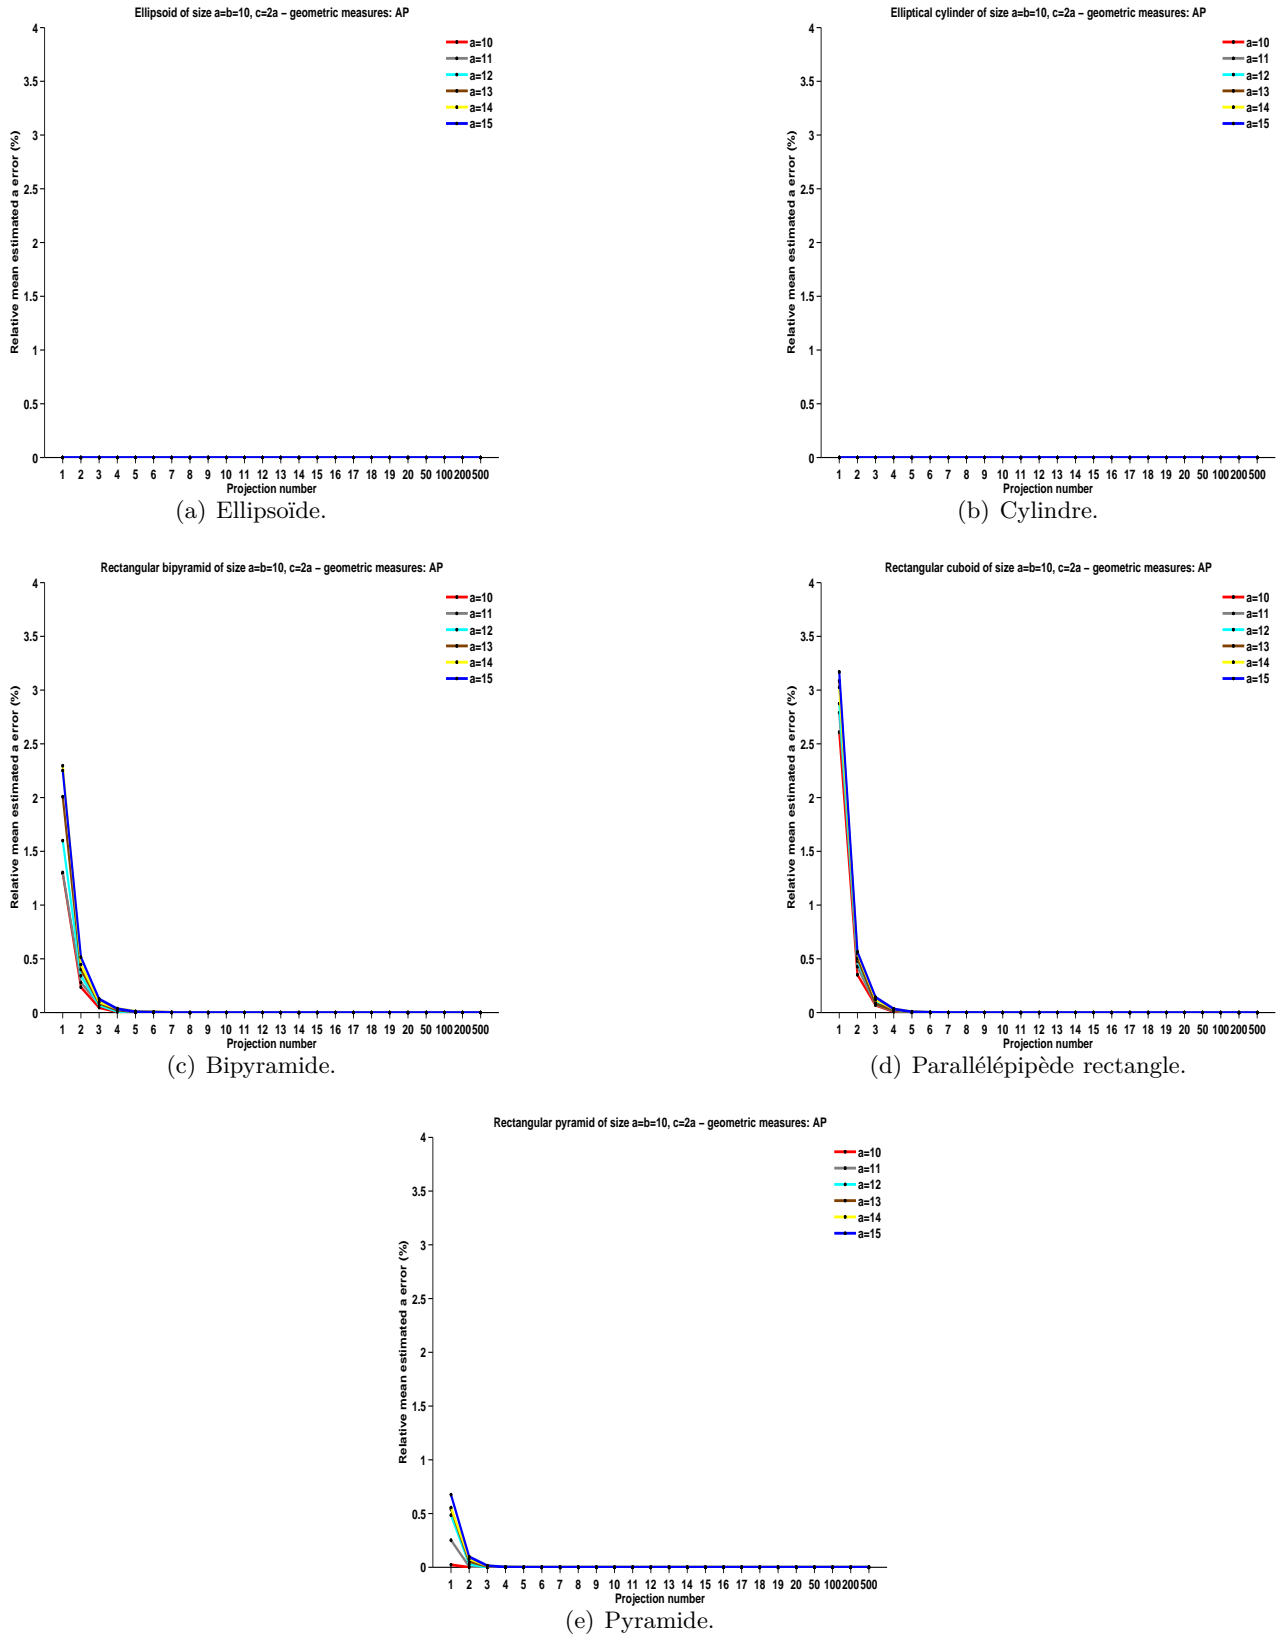 Ellipsoid of size a=b=10, c=2a – geometric measures: AP
4
3.5
3
2.5
2
1.5
1
0.5
0
Relative mean estimated a error (%)
a=10
a=11
a=12
a=13
a=14
a=15
1 2 3 4 5 6 7 8 9 10 11 12 13 14 15 16 17 18 19 20 50 100 200 500
Projection number
(a) Ellipsoïde.
Elliptical cylinder of size a=b=10, c=2a – geometric measures: AP
4
3.5
3
2.5
2
1.5
1
0.5
0
Relative mean estimated a error (%)
a=10
a=11
a=12
a=13
a=14
a=15
1 2 3 4 5 6 7 8 9 10 11 12 13 14 15 16 17 18 19 20 50 100 200 500
Projection number
(b) Cylindre.
Rectangular bipyramid of size a=b=10, c=2a – geometric measures: AP
4
3.5
3
2.5
2
1.5
1
0.5
0
Relative mean estimated a error (%)
a=10
a=11
a=12
a=13
a=14
a=15
1 2 3 4 5 6 7 8 9 10 11 12 13 14 15 16 17 18 19 20 50 100 200 500
Projection number
(c) Bipyramide.
Rectangular cuboid of size a=b=10, c=2a – geometric measures: AP
4
3.5
3
2.5
2
1.5
1
0.5
0
Relative mean estimated a error (%)
a=10
a=11
a=12
a=13
a=14
a=15
1 2 3 4 5 6 7 8 9 10 11 12 13 14 15 16 17 18 19 20 50 100 200 500
Projection number
(d) Parallélépipède rectangle.
Rectangular pyramid of size a=b=10, c=2a – geometric measures: AP
4
3.5
3
2.5
2
1.5
1
0.5
0
Relative mean estimated a error (%)
a=10
a=11
a=12
a=13
a=14
a=15
1 2 3 4 5 6 7 8 9 10 11 12 13 14 15 16 17 18 19 20 50 100 200 500
Projection number
(e) Pyramide.